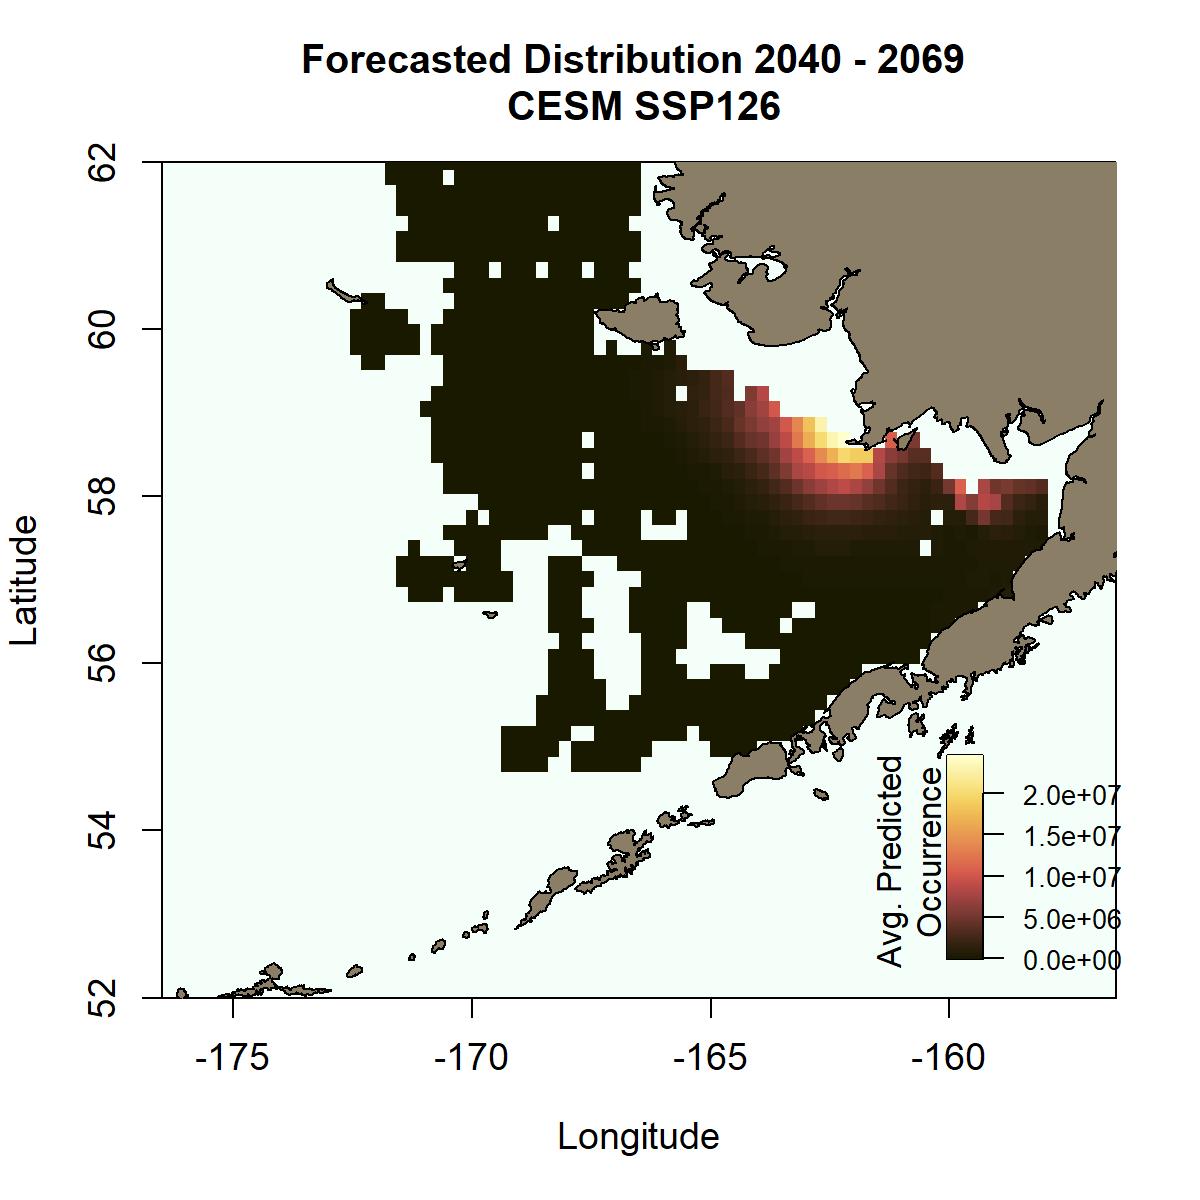 Forecasted Distribution 2040 - 2069
CESM SSP126
62
60
58
56
54
52
Latitude
-175
-170
-165
-160
Longitude
Avg. Predicted
Occurrence
2.0e+07
1.5e+07
1.0e+07
5.0e+06
0.0e+00